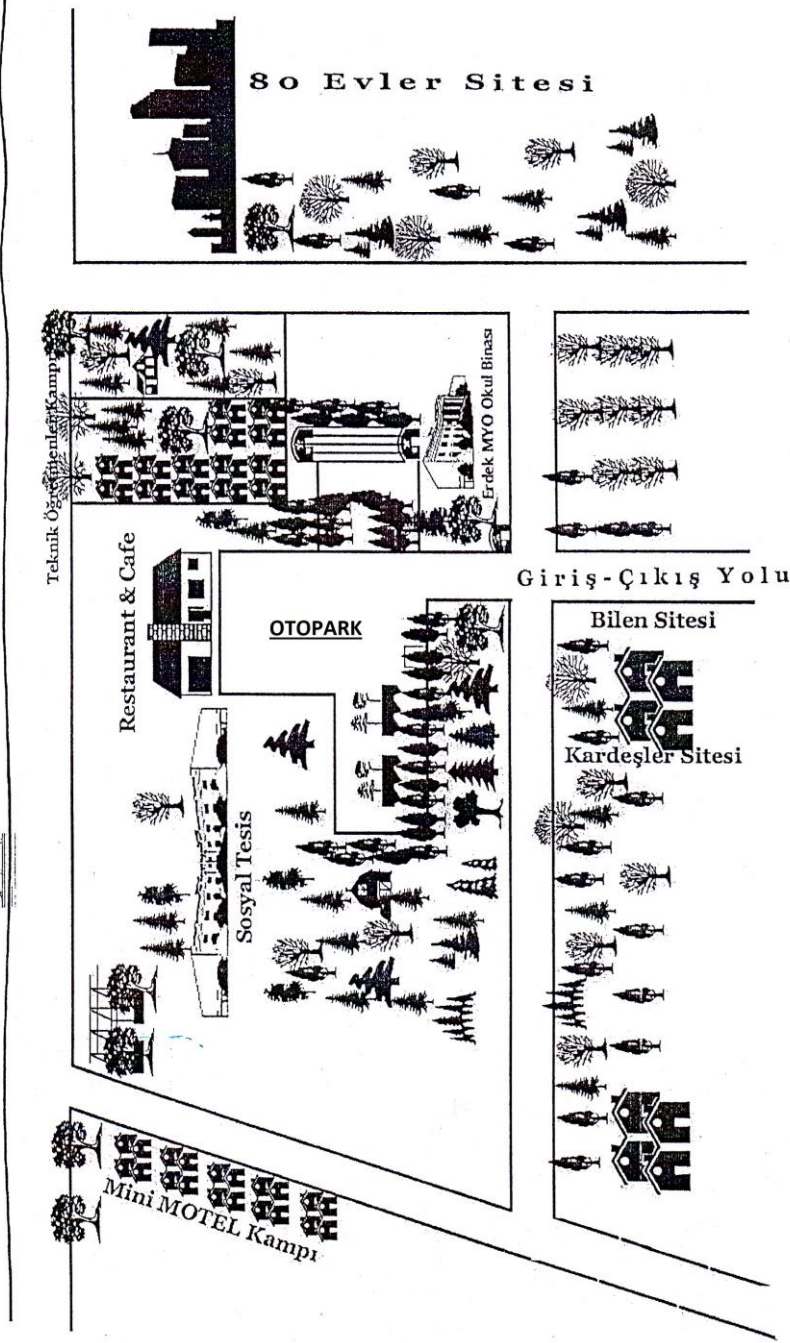 80 Evler Sitesi
Teknik Öğretmenler Kampı
Erdek MYO Okul Binası
Restaurant & Cafe
OTOPARK
Giriş-Çıkış Yolu
Bilen Sitesi
Kardeşler Sitesi
Sosyal Tesis
Mini MOTEL Kampı